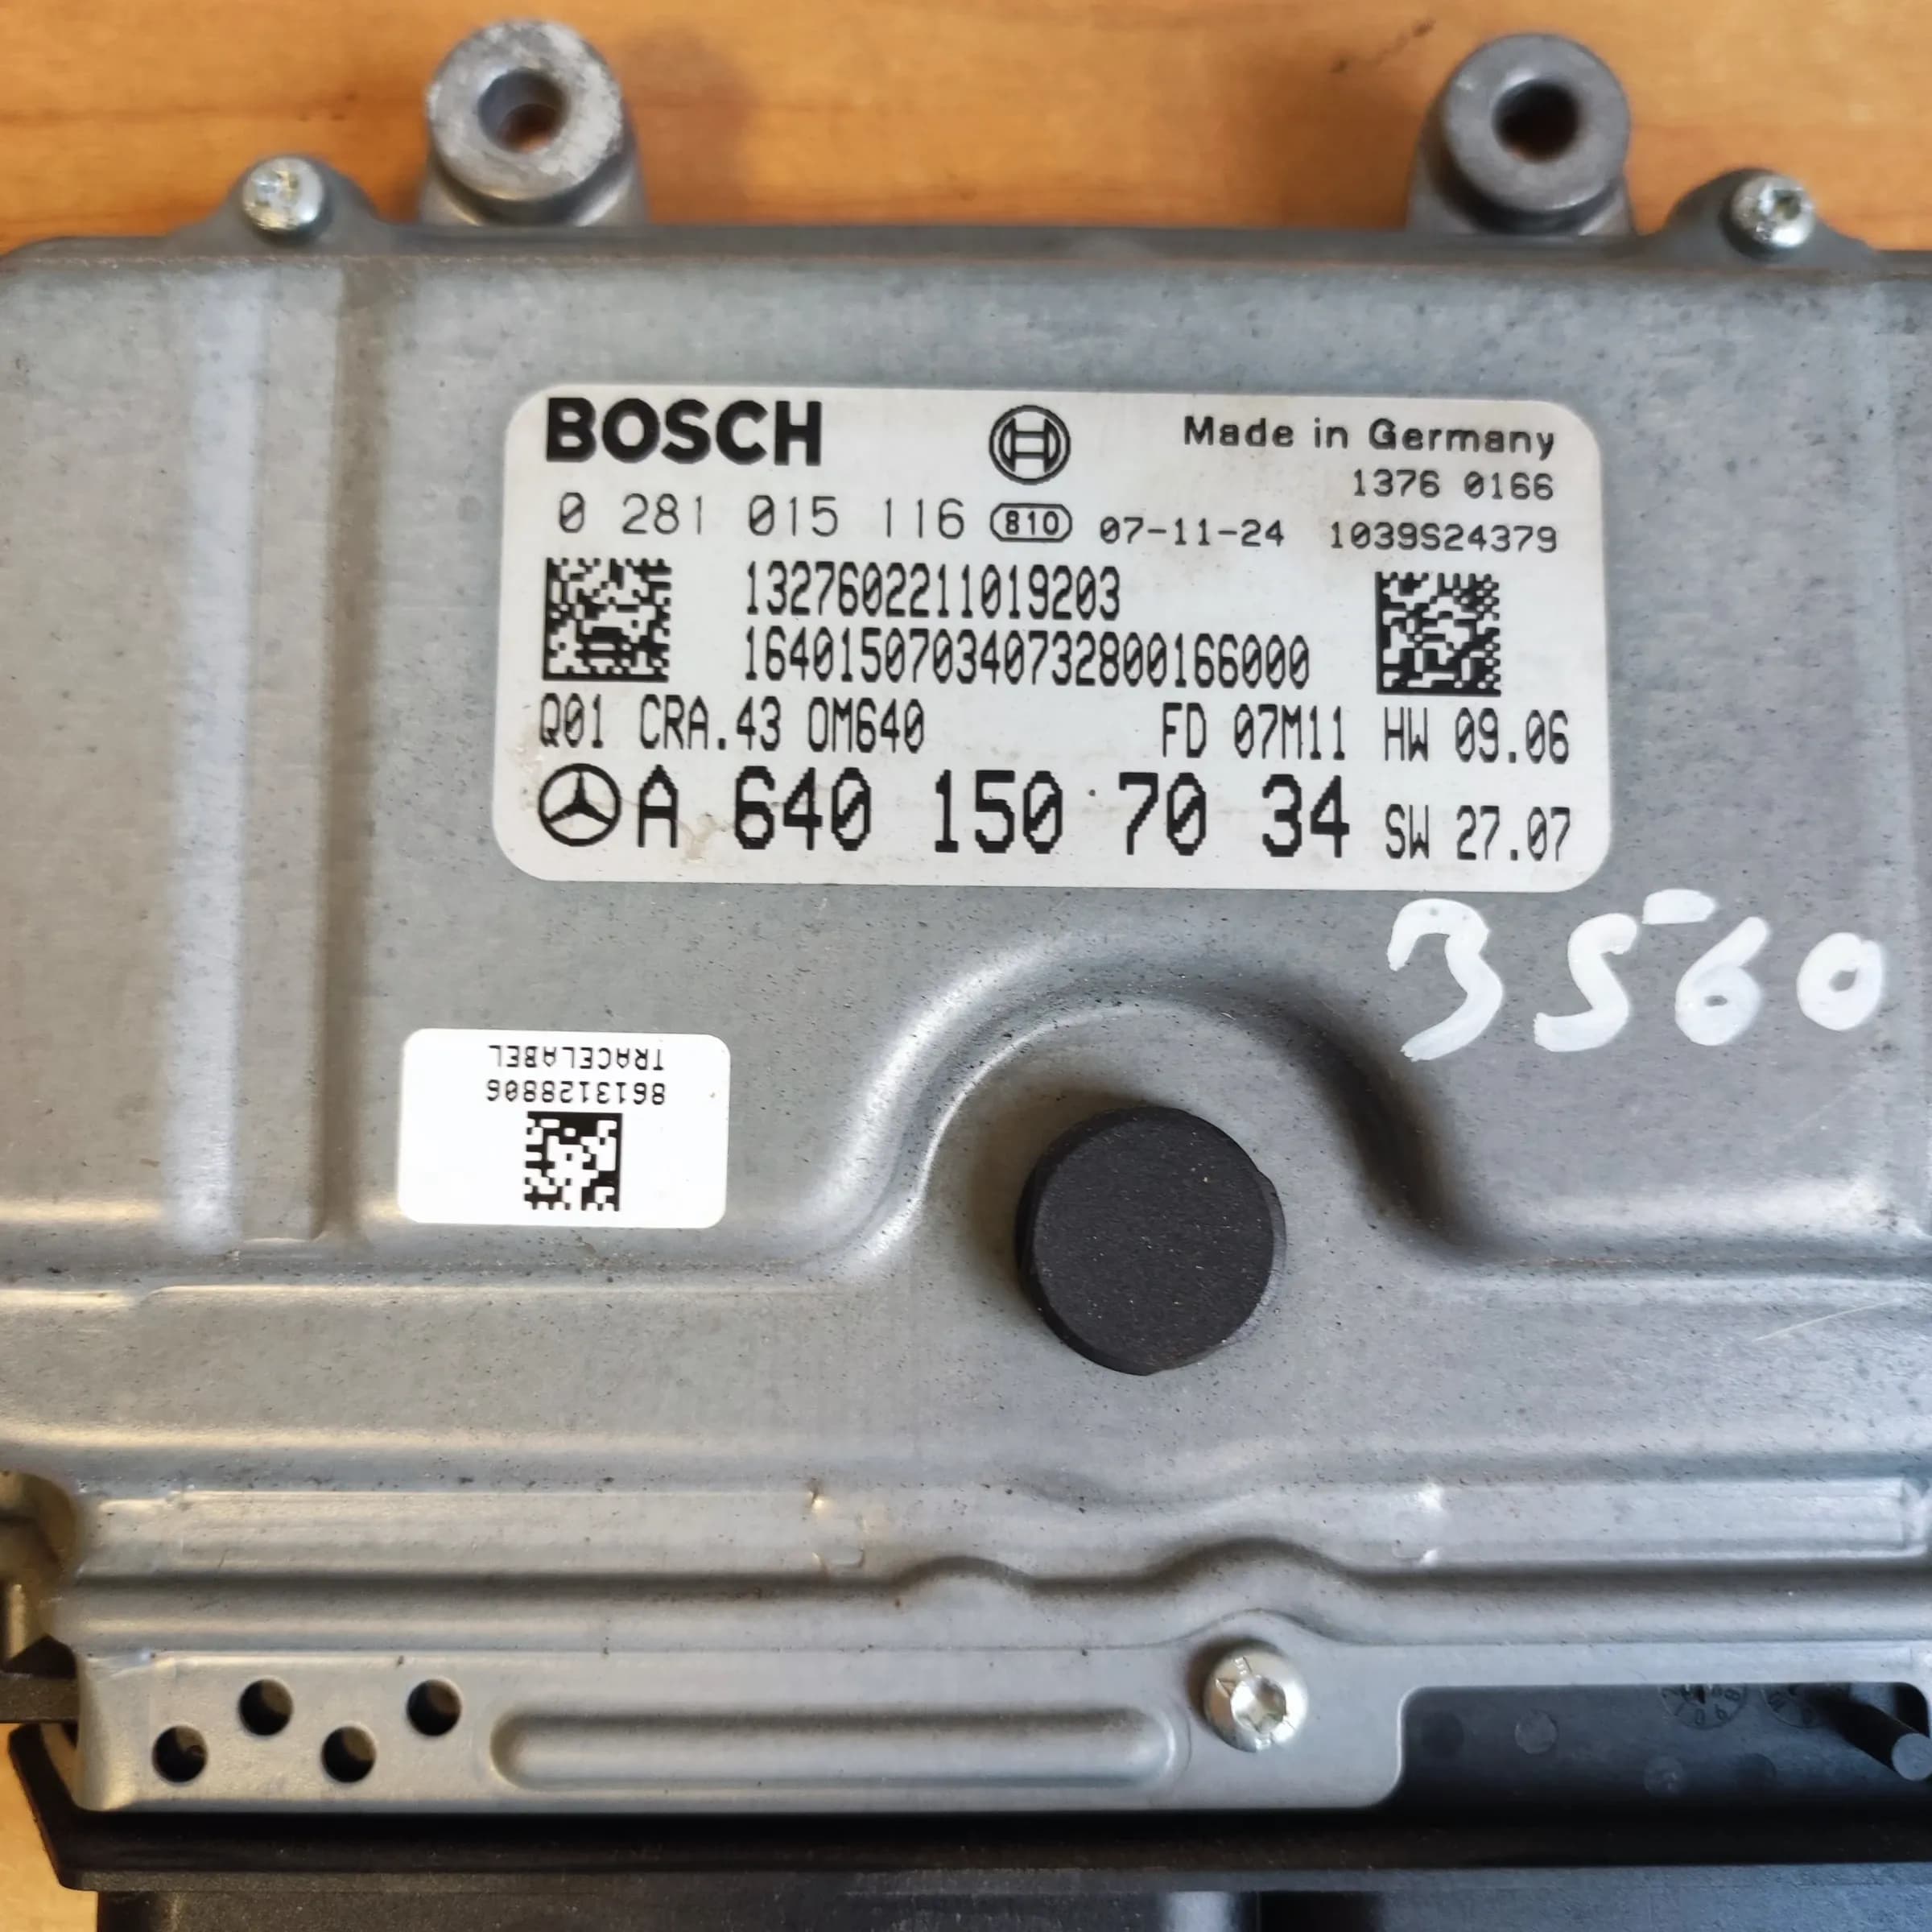 BOSCH
Made in Germany
1376 0166
0 281 015 116 810 07-11-24 1039S24379
1327602211019203
164015070340732800166000
Q01 CRA.43 OM640 FD 07M11 HW 09.06
A 640 150 70 34 SW 27.07
3560
TRACELABEL
8613128806